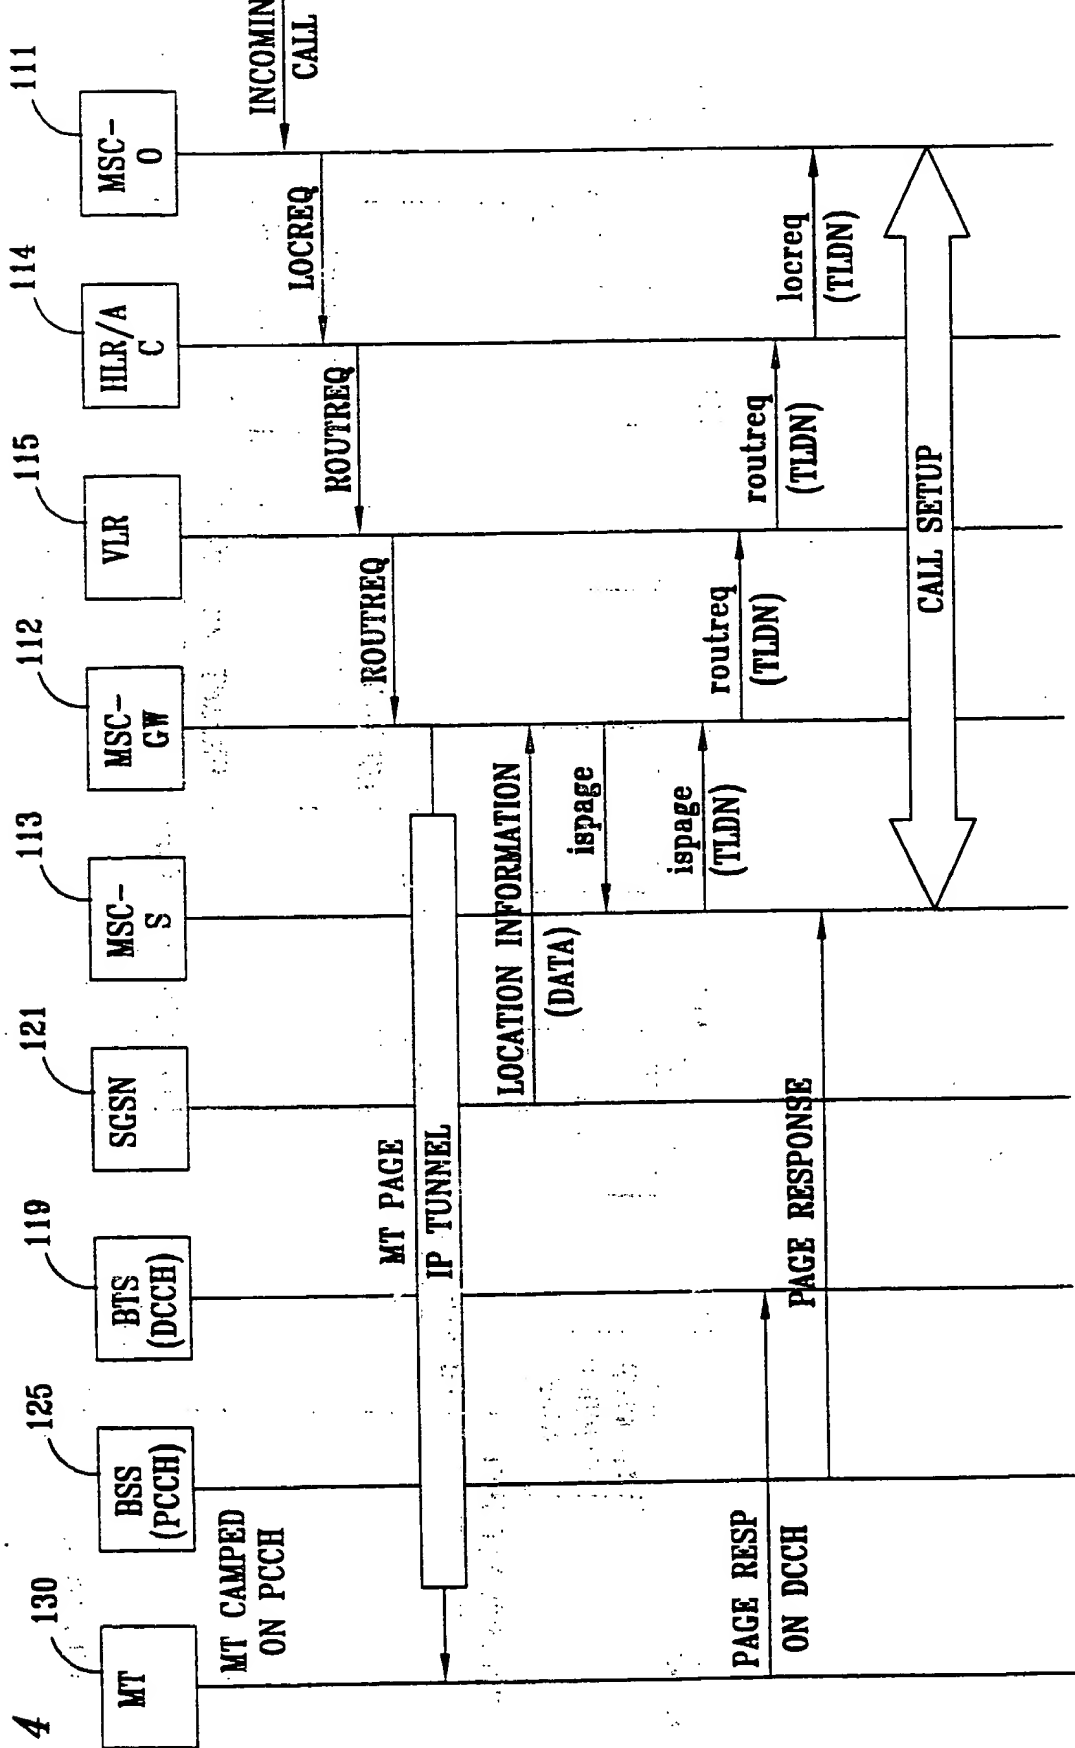 4
130
125
119
121
113
112
115
114
111
MT
BSS
(PCCH)
BTS
(DCCH)
SGSN
MSC-
S
MSC-
GW
VLR
HLR/A
C
MSC-
O
MT CAMPED
ON PCCH
INCOMIN
CALL
LOCREQ
ROUTREQ
ROUTREQ
MT PAGE
IP TUNNEL
LOCATION INFORMATION
(DATA)
ispage
ispage
(TLDN)
routreq
(TLDN)
routreq
(TLDN)
locreq
(TLDN)
PAGE RESP
ON DCCH
PAGE RESPONSE
CALL SETUP